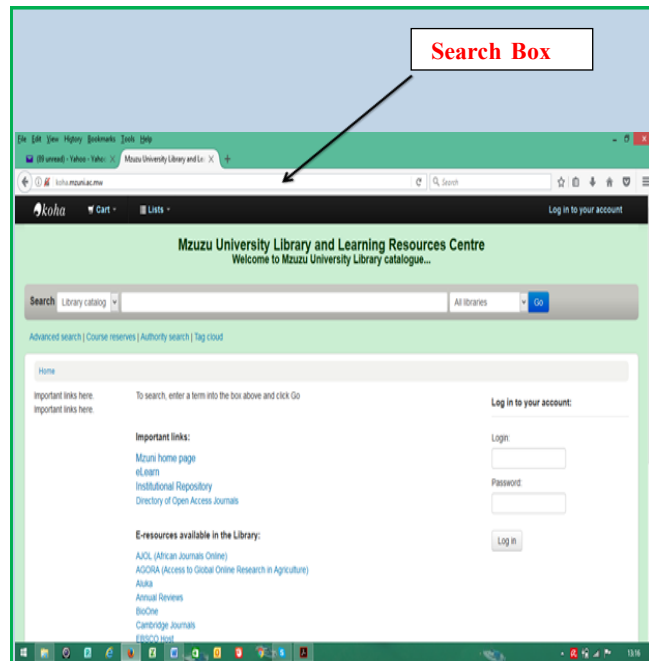 Search Box
File Edit View History Bookmarks Tools Help
(89 unread) - Yahoo - Yahoo
Mzuzu University Library and Le
koha.mzuni.ac.mw
Search
koha Cart Lists Log in to your account
Mzuzu University Library and Learning Resources Centre
Welcome to Mzuzu University Library catalogue...
Search Library catalog All libraries Go
Advanced search | Course reserves | Authority search | Tag cloud
Home
Important links here.
Important links here.
To search, enter a term into the box above and click Go
Important links:
Mzuni home page
eLearn
Institutional Repository
Directory of Open Access Journals
E-resources available in the Library:
AJOL (African Journals Online)
AGORA (Access to Global Online Research in Agriculture)
Aluka
Annual Reviews
BioOne
Cambridge Journals
EBSCO Host
Log in to your account:
Login:
Password:
Log in
13:16